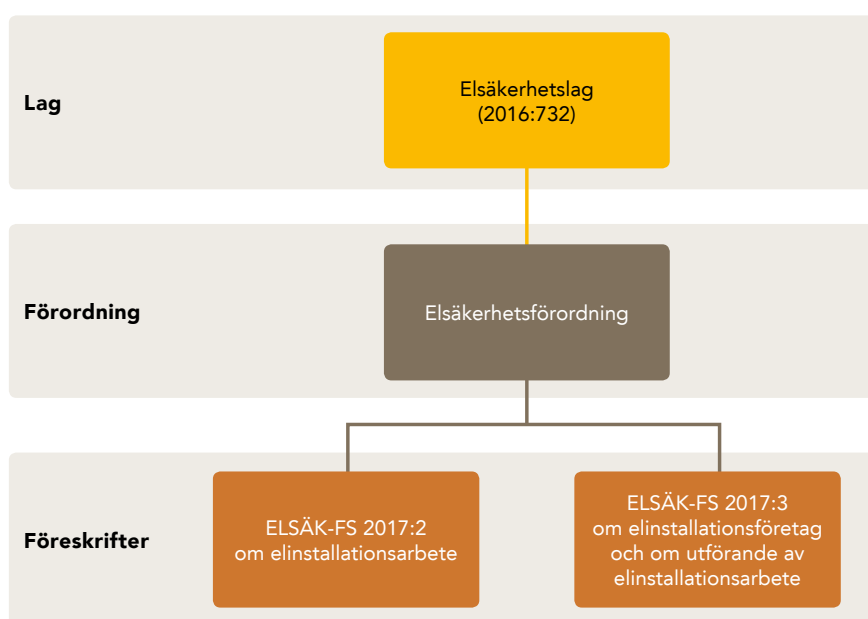 Lag
Elsäkerhetslag
(2016:732)
Förordning
Elsäkerhetsförordning
Föreskrifter
ELSÄK-FS 2017:2
om elinstallationsarbete
ELSÄK-FS 2017:3
om elinstallationsföretag
och om utförande av
elinstallationsarbete